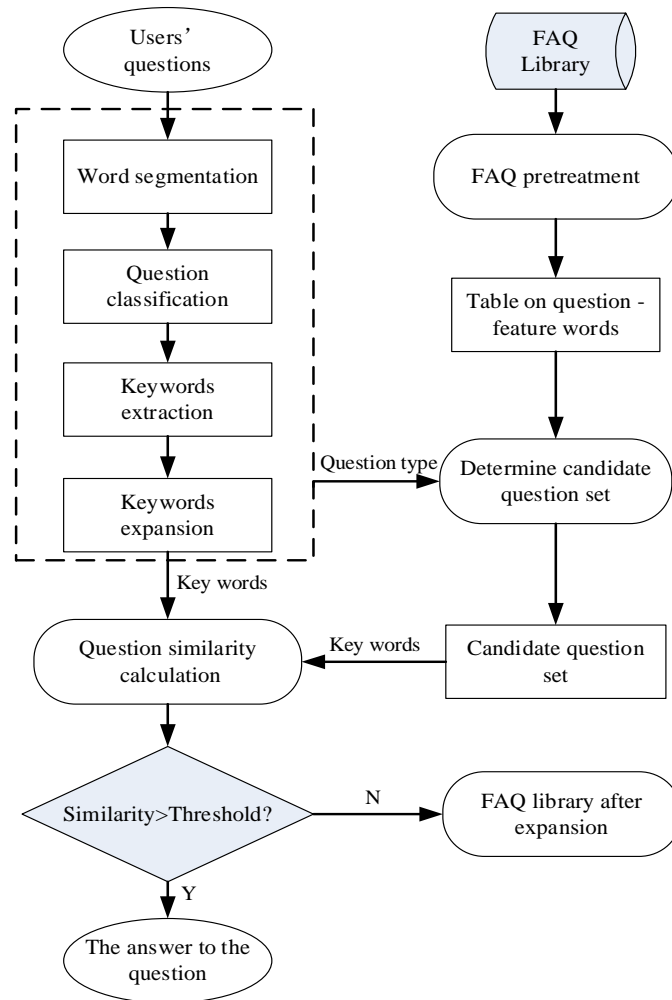 Users’
questions
FAQ
Library
Word segmentation
FAQ pretreatment
Question
classification
Table on question -
feature words
Keywords
extraction
Question type
Determine candidate
question set
Keywords
expansion
Key words
Question similarity
calculation
Key words
Candidate question
set
Similarity>Threshold?
N
FAQ library after
expansion
Y
The answer to the
question